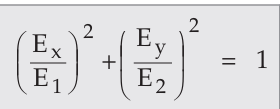 (E_x/E_1)^2 + (E_y/E_2)^2 = 1